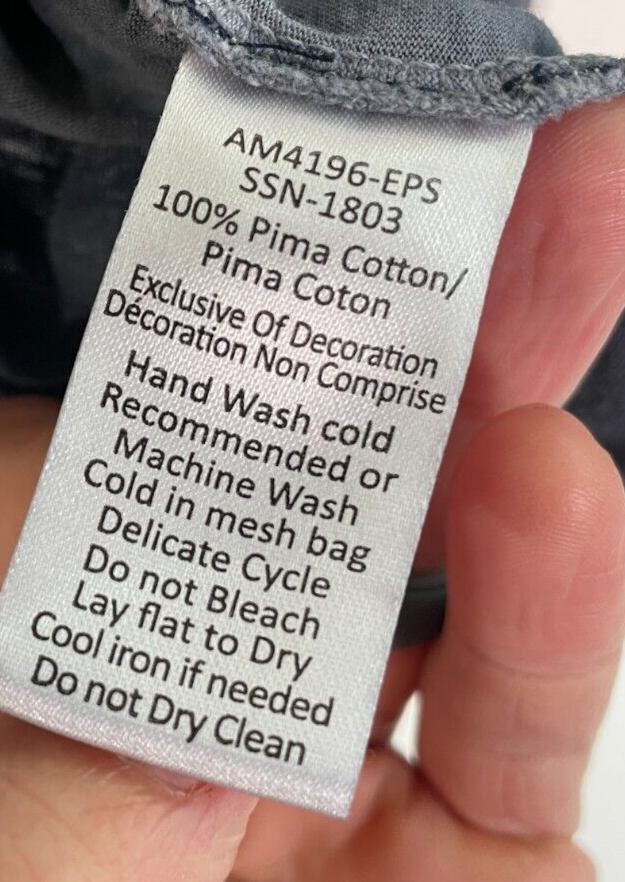 AM4196-EPS
SSN-1803
100% Pima Cotton/
Pima Coton
Exclusive Of Decoration
Décoration Non Comprise
Hand Wash cold
Recommended or
Machine Wash
Cold in mesh bag
Delicate Cycle
Do not Bleach
Lay flat to Dry
Cool iron if needed
Do not Dry Clean